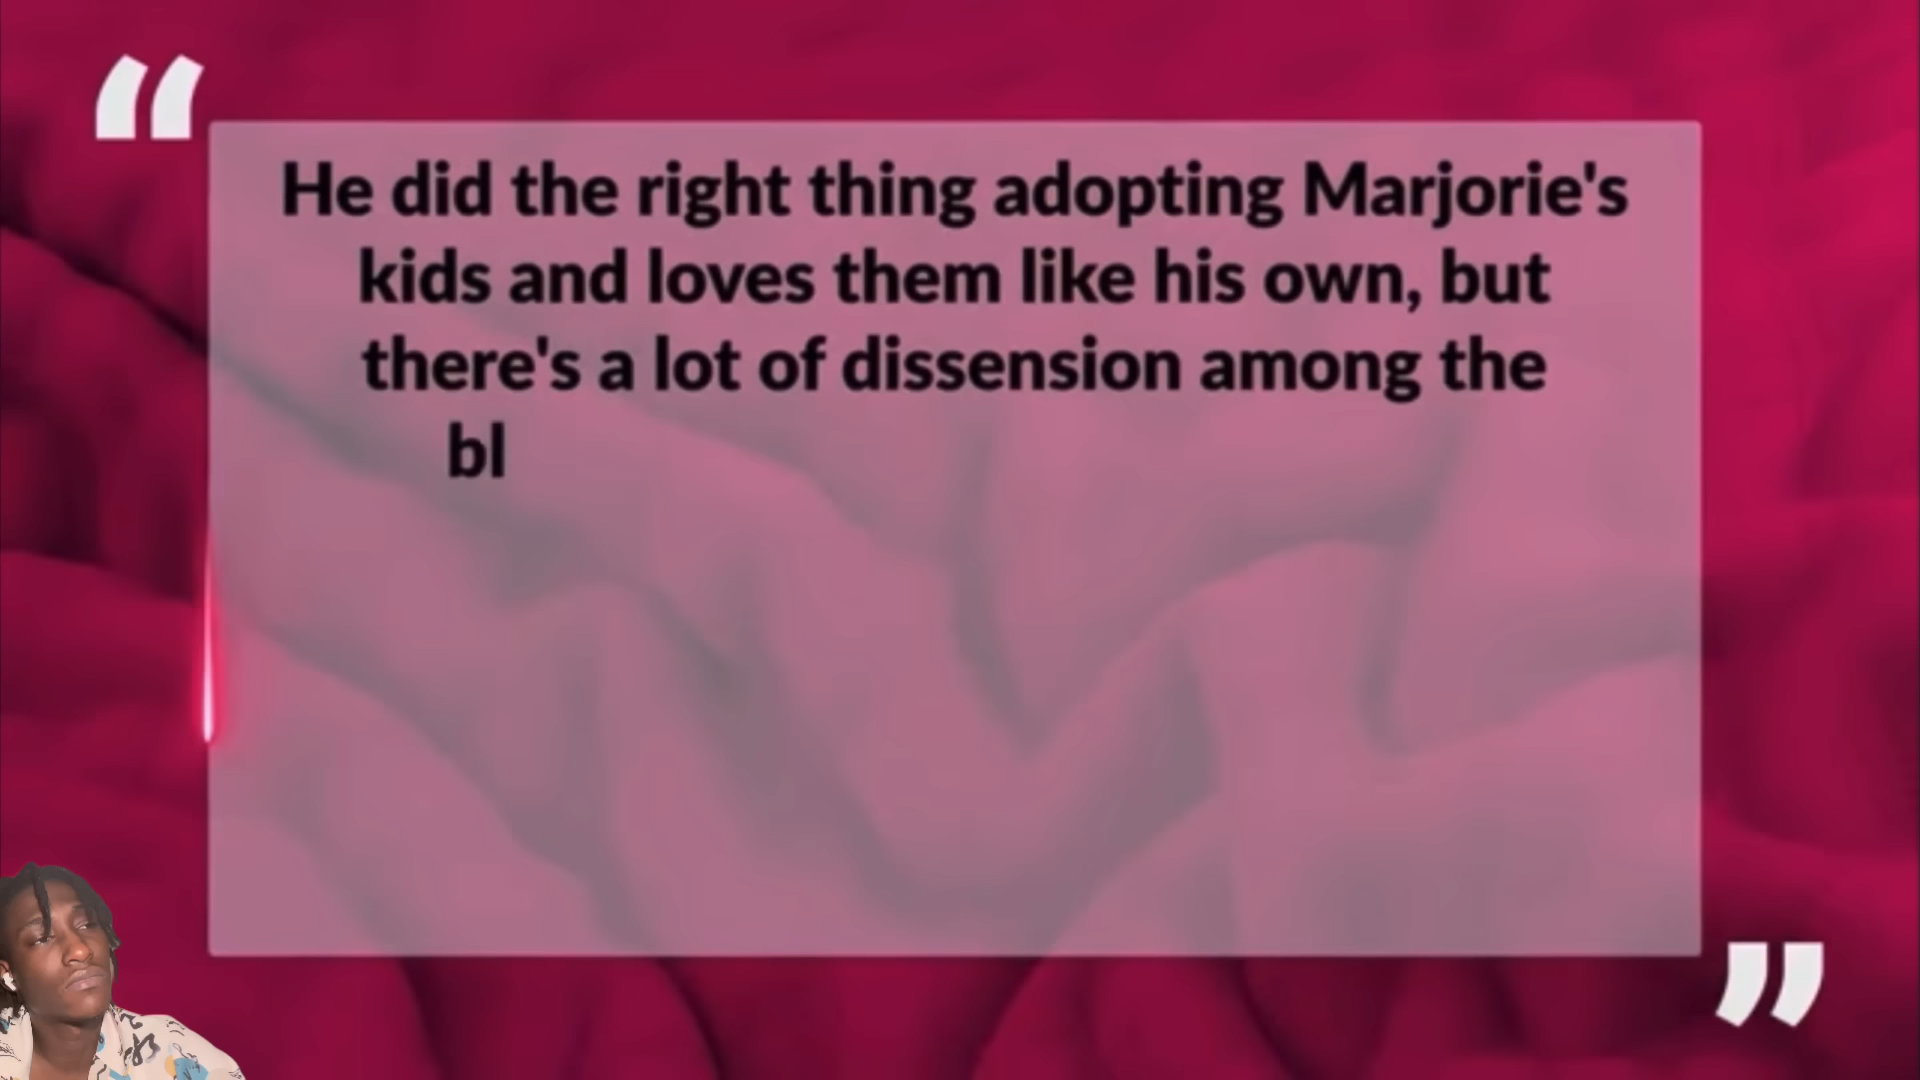 “
He did the right thing adopting Marjorie's
kids and loves them like his own, but
there's a lot of dissension among the
bl
”